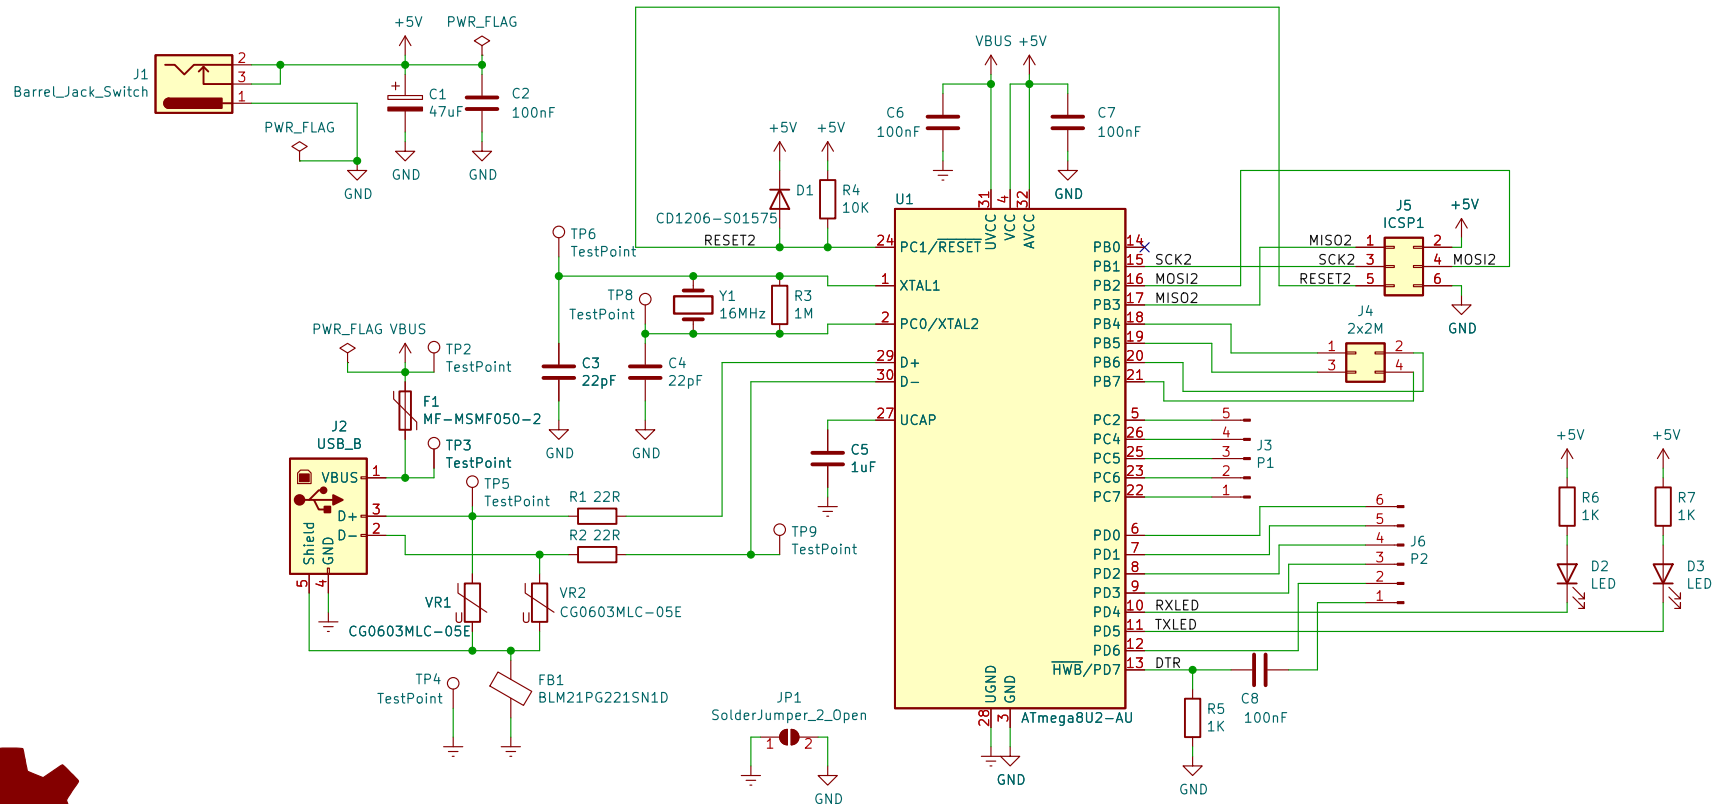 +5V
PWR_FLAG
J1
Barrel_Jack_Switch
2
3
1
PWR_FLAG
GND
+
C1
47uF
GND
C2
100nF
GND
VBUS
+5V
C6
100nF
C7
100nF
GND
+5V
+5V
D1
CD1206-S01575
R4
10K
RESET2
TP6
TestPoint
TP8
TestPoint
Y1
16MHz
R3
1M
C3
22pF
GND
C4
22pF
GND
C5
1uF
U1
31
4
32
UVCC
VCC
AVCC
24
PC1/RESET
1
XTAL1
2
PC0/XTAL2
29
D+
30
D-
27
UCAP
PB0
14
PB1
15
SCK2
PB2
16
MOSI2
PB3
17
MISO2
PB4
18
PB5
19
PB6
20
PB7
21
PC2
5
5
PC4
26
4
PC5
25
3
PC6
23
2
PC7
22
1
J3
P1
PD0
6
PD1
7
PD2
8
PD3
9
PD4
10
RXLED
PD5
11
TXLED
PD6
12
HWB/PD7
13
DTR
UGND
GND
28
3
ATmega8U2-AU
GND
J5
ICSP1
+5V
MISO2
1
2
SCK2
3
4
MOSI2
RESET2
5
6
GND
J4
2x2M
1
2
3
4
6
5
4
3
2
1
J6
P2
+5V
+5V
R6
1K
R7
1K
D2
LED
D3
LED
C8
100nF
R5
1K
GND
PWR_FLAG
VBUS
TP2
TestPoint
F1
MF-MSMF050-2
J2
USB_B
TP3
TestPoint
VBUS
1
D+
3
D-
2
Shield
GND
5
4
TP5
TestPoint
R1 22R
R2 22R
TP9
TestPoint
VR1
U
CG0603MLC-05E
VR2
U
CG0603MLC-05E
TP4
TestPoint
FB1
BLM21PG221SN1D
JP1
SolderJumper_2_Open
1
2
GND